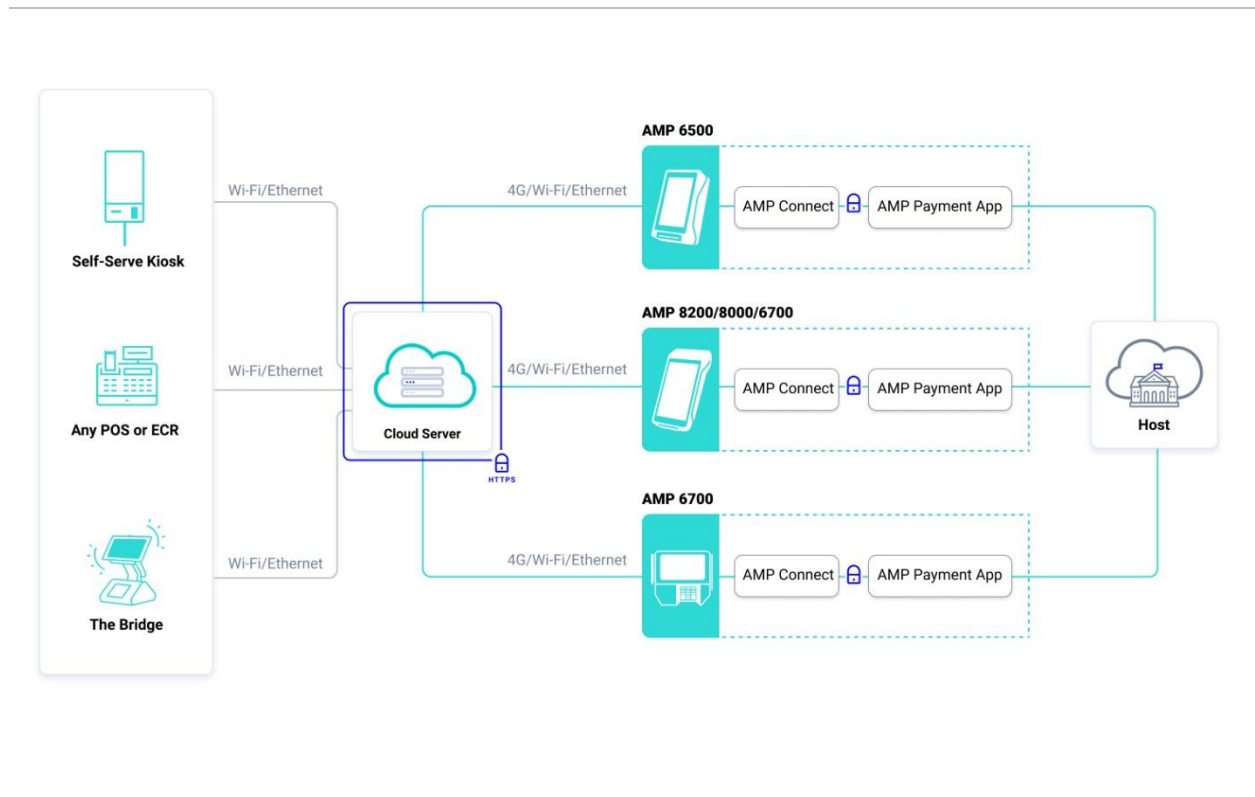 Self-Serve Kiosk
Any POS or ECR
The Bridge
Wi-Fi/Ethernet
Wi-Fi/Ethernet
Wi-Fi/Ethernet
Cloud Server
HTTPS
4G/Wi-Fi/Ethernet
4G/Wi-Fi/Ethernet
4G/Wi-Fi/Ethernet
AMP 6500
AMP Connect
AMP Payment App
AMP 8200/8000/6700
AMP Connect
AMP Payment App
AMP 6700
AMP Connect
AMP Payment App
Host